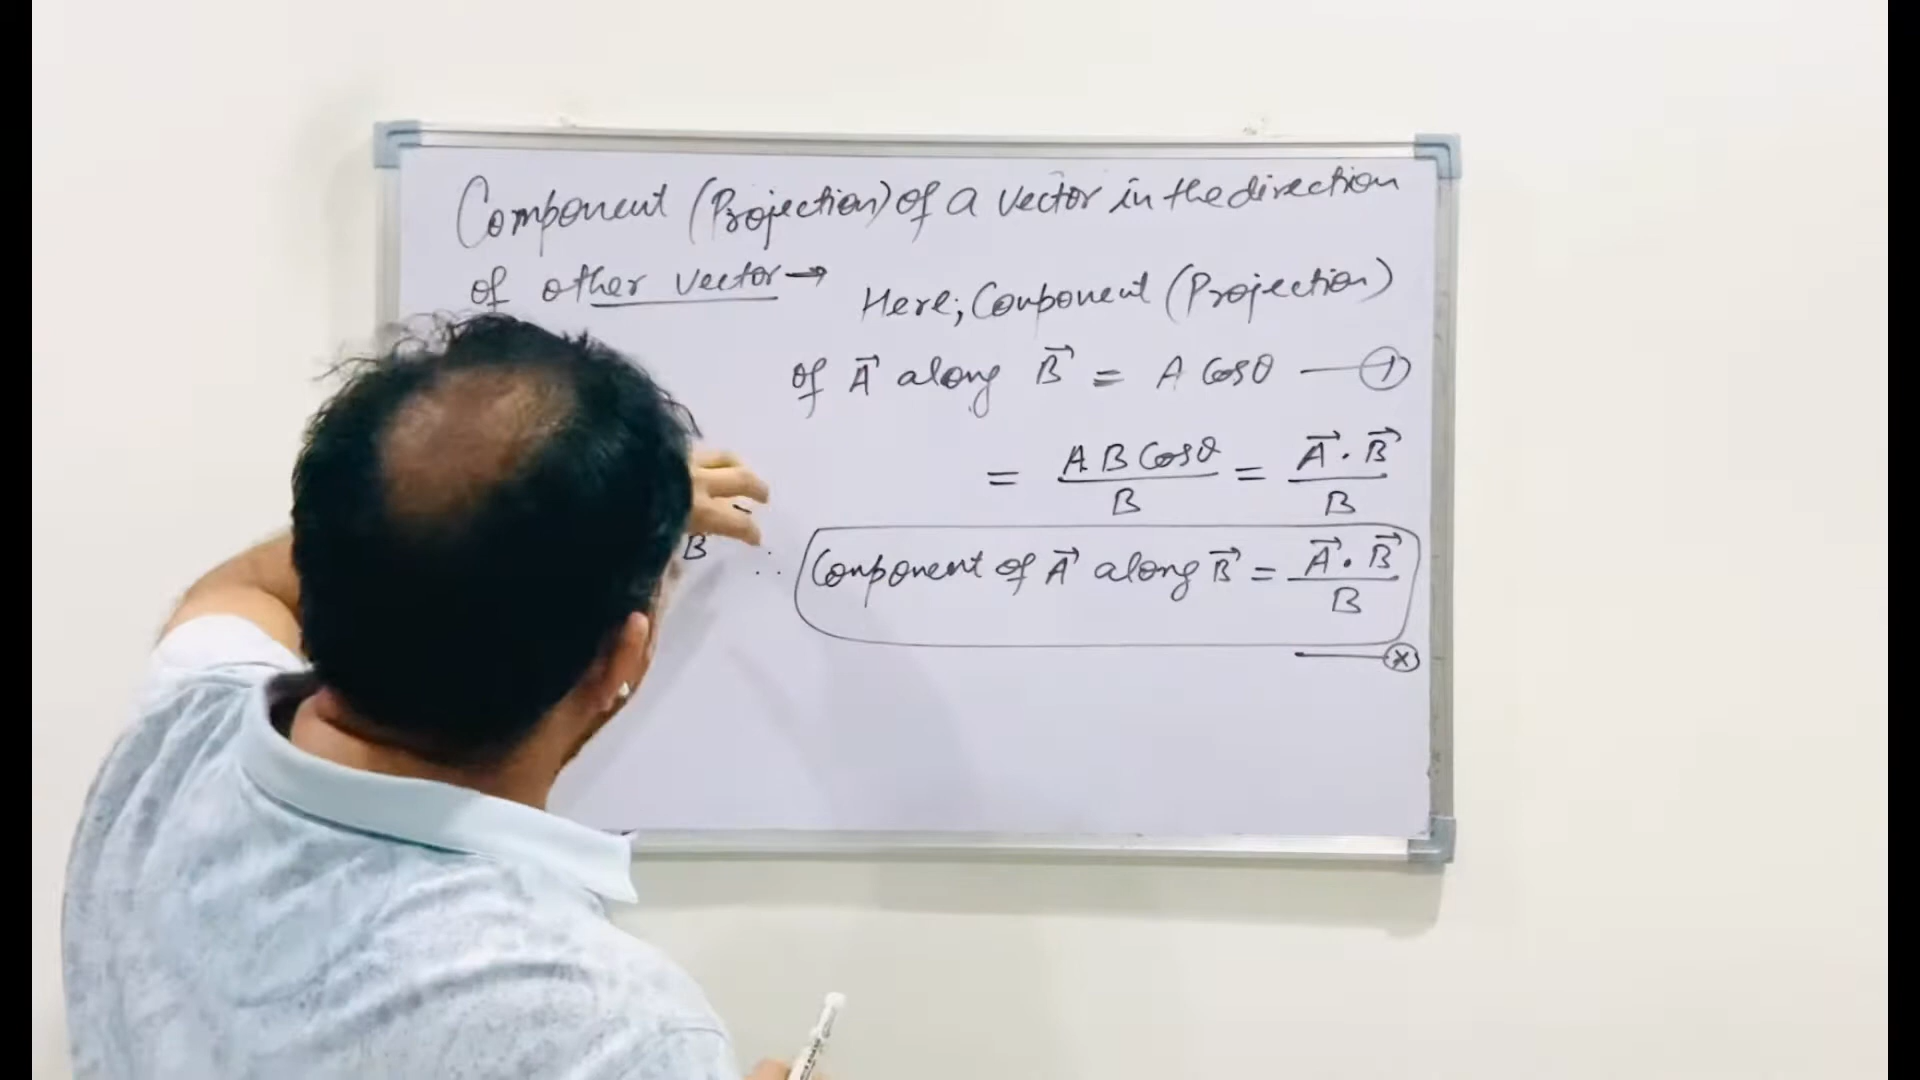 Component (Projection) of a vector in the direction
of other vector →
Here; Component (Projection)
of A⃗ along B⃗ = A Cosθ —— ①
= A B Cosθ / B = A⃗ . B⃗ / B
B
∴ Component of A⃗ along B⃗ = A⃗ . B⃗ / B
—— ⓧ